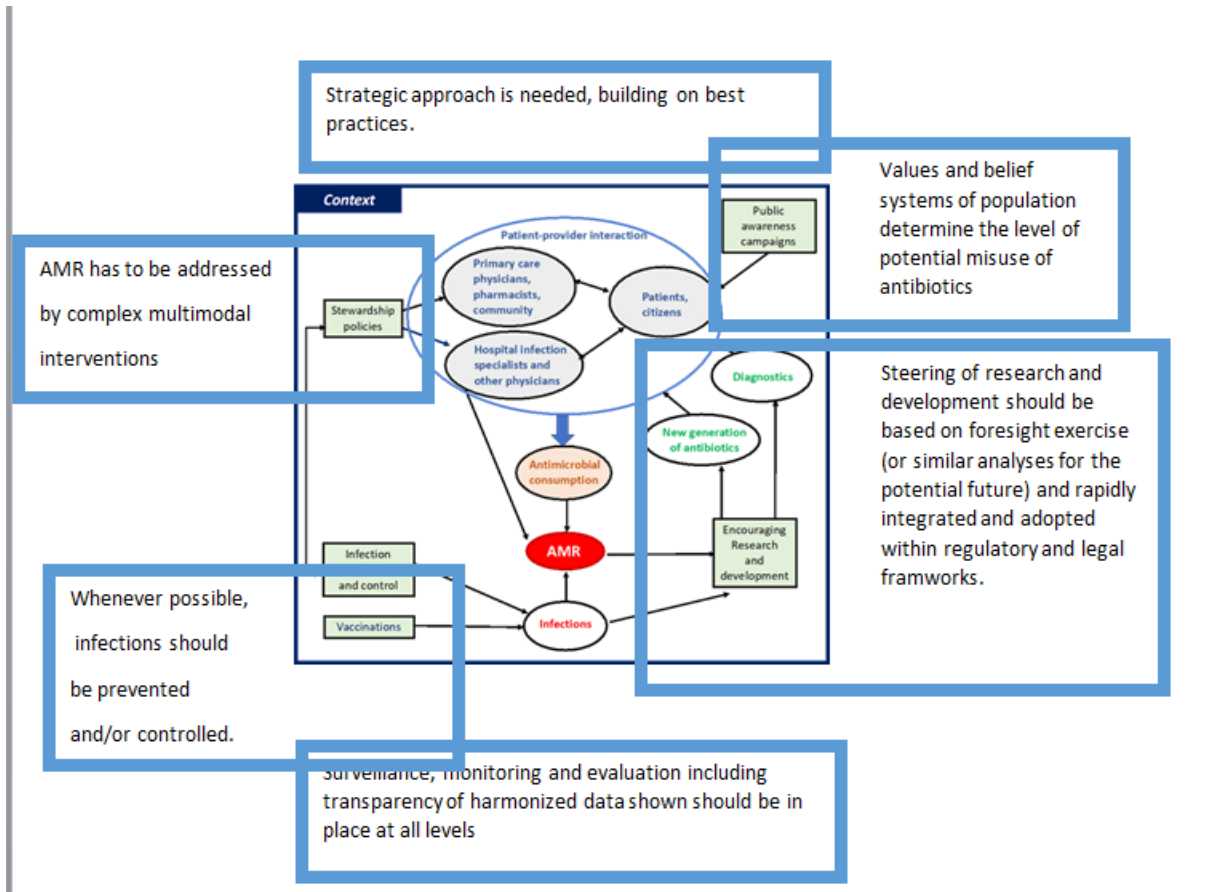 Strategic approach is needed, building on best
practices.
Values and belief
systems of population
determine the level of
potential misuse of
antibiotics
Context
Public
awareness
campaigns
Patient-provider interaction
AMR has to be addressed
by complex multimodal
interventions
Primary care
physicians,
pharmacists,
community
Patients,
citizens
Stewardship
policies
Hospital infection
specialists and
other physicians
Diagnostics
Steering of research and
development should be
based on foresight exercise
(or similar analyses for the
potential future) and rapidly
integrated and adopted
within regulatory and legal
framworks.
New generation
of antibiotics
Antimicrobial
consumption
AMR
Encouraging
Research
and
development
Infection
and control
Vaccinations
Infections
Whenever possible,
infections should
be prevented
and/or controlled.
Surveillance, monitoring and evaluation including
transparency of harmonized data shown should be in
place at all levels